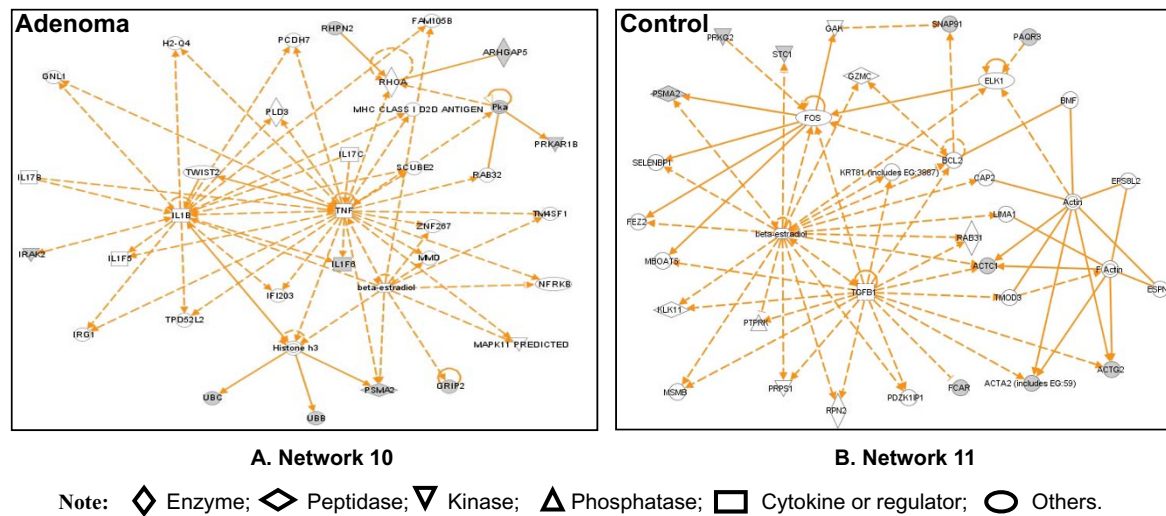 Adenoma
FAM105B
RHPN2
H2-Q4
PCDH7
ARHGAP5
GNL1
RHOA
MHC CLASS I D2D ANTIGEN
Pka
PLD3
PRKAR1B
IL17C
IL17B
TWIST2
SCUBE2
RAB32
IL1B
TNF
TM4SF1
ZNF267
IRAK2
IL1F5
IL1F6
MMD
beta-estradiol
NFRKB
IFI203
TPD52L2
IRG1
Histone h3
MAPK11 PREDICTED
UBC
PSMA2
GRIP2
UBB
A. Network 10
Control
PRKG2
GAK
SNAP91
PAQR3
STC1
GZMC
ELK1
PSMA2
BMF
FOS
SELENBP1
BCL2
KRT81 (includes EG:3887)
CAP2
EPS8L2
Actin
FEZ2
LIMA1
beta-estradiol
RAB31
MBOAT5
ACTC1
F Actin
TGFB1
ESPN
KLK11
TMOD3
PTPRK
MSMB
PRPS1
FCAR
ACTA2 (includes EG:59)
ACTG2
RPN2
PDZK1IP1
B. Network 11
Note: Enzyme; Peptidase; Kinase; Phosphatase; Cytokine or regulator; Others.